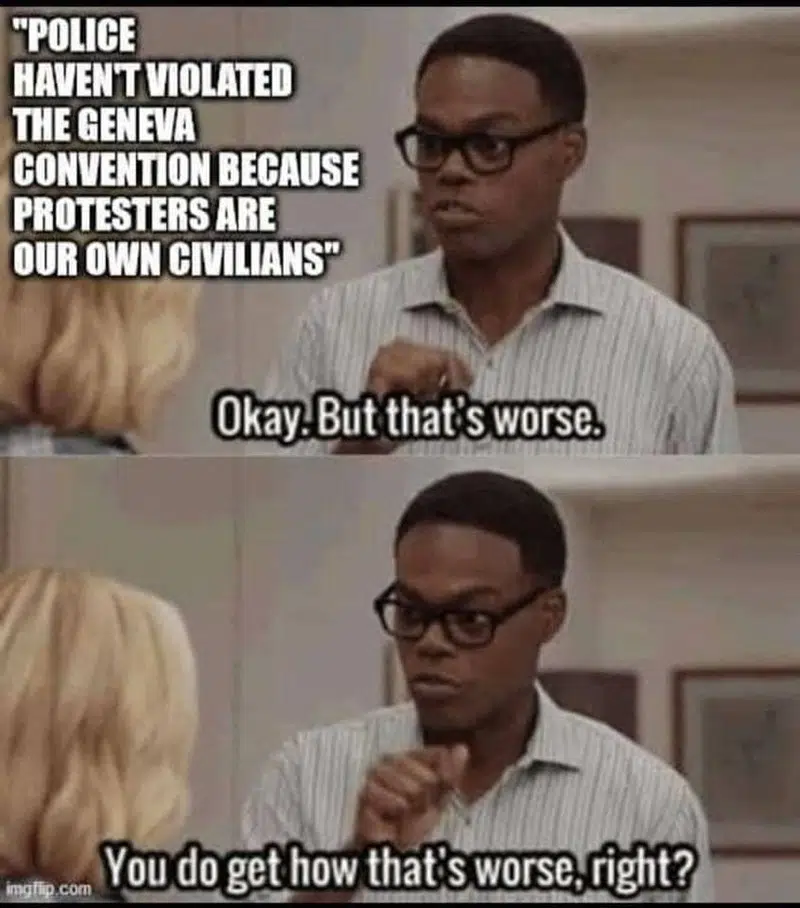 "POLICE
HAVEN'T VIOLATED
THE GENEVA
CONVENTION BECAUSE
PROTESTERS ARE
OUR OWN CIVILIANS"
Okay. But that's worse.
You do get how that's worse, right?
imgflip.com